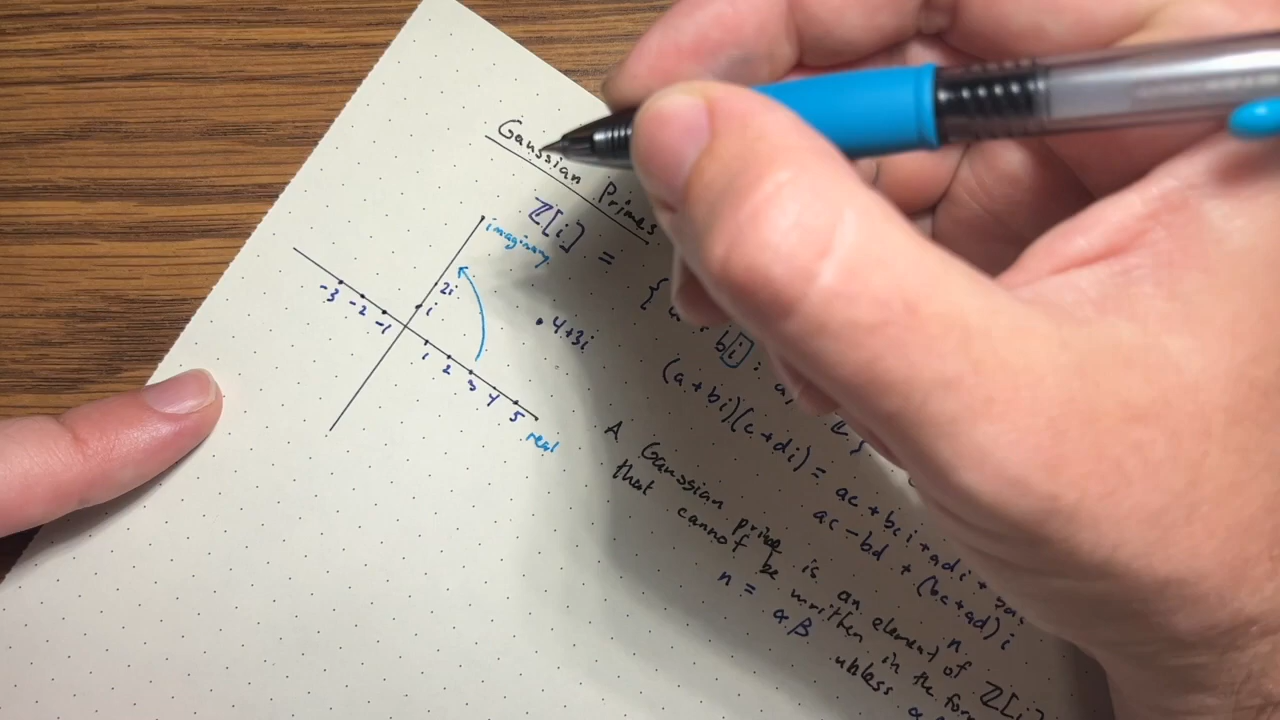 Gaussian Primes
ℤ[i] =
{ a + bi : a,
ℤ }
(a+bi)(c+di) = ac + bci + adi +
ac - bd + (bc+ad)i
A Gaussian prime is an element n of ℤ[i]
that cannot be written in the form
n = αβ unless α
imaginary
2i
i
-3 -2 -1
1 2 3 4 5
real
4+3i